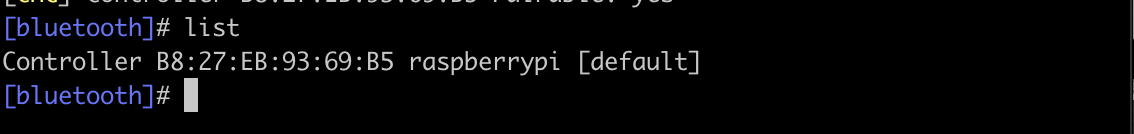 [bluetooth]# list
Controller B8:27:EB:93:69:B5 raspberrypi [default]
[bluetooth]#